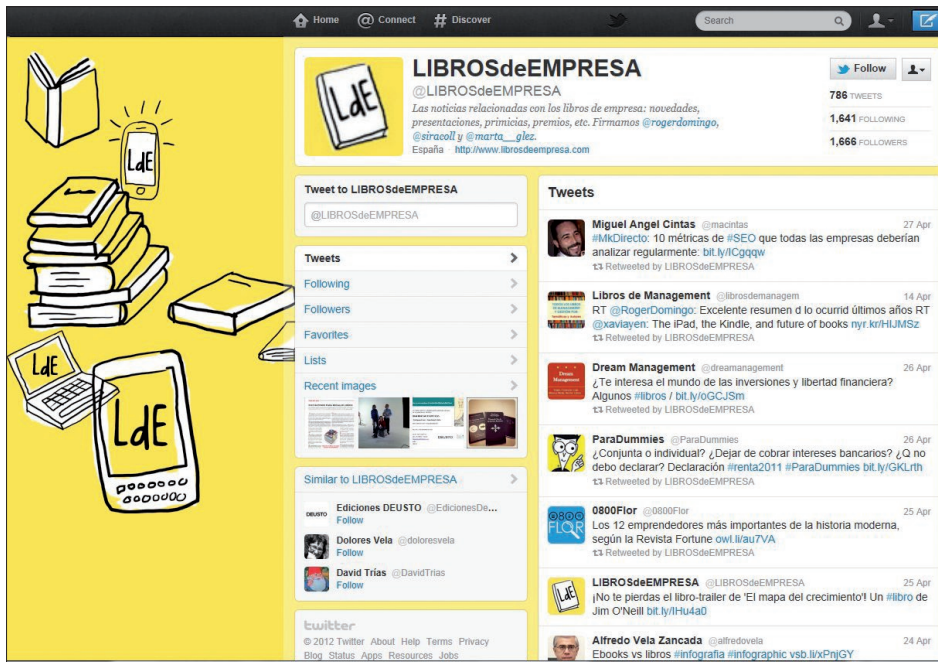 Home @ Connect # Discover
Search
LdE
LdE
LdE
LdE
LIBROSdeEMPRESA
@LIBROSdeEMPRESA
Las noticias relacionadas con los libros de empresa: novedades,
presentaciones, primicias, premios, etc. Firmamos @rogerdomingo,
@siracoll y @marta__glez.
España http://www.librosdeempresa.com
Follow
786 TWEETS
1,641 FOLLOWING
1,666 FOLLOWERS
Tweet to LIBROSdeEMPRESA
@LIBROSdeEMPRESA
Tweets
Following
Followers
Favorites
Lists
Recent images
Similar to LIBROSdeEMPRESA
DEUSTO
Ediciones DEUSTO @EdicionesDe...
Follow
Dolores Vela @doloresvela
Follow
David Trías @DavidTrias
Follow
twitter
© 2012 Twitter About Help Terms Privacy
Blog Status Apps Resources Jobs
Tweets
Miguel Angel Cintas @macintas 27 Apr
#MkDirecto: 10 métricas de #SEO que todas las empresas deberían
analizar regularmente: bit.ly/ICgqqw
Retweeted by LIBROSdeEMPRESA
Libros de Management @librosdemanagem 14 Apr
RT @RogerDomingo: Excelente resumen d lo ocurrid últimos años RT
@xaviayen: The iPad, the Kindle, and future of books nyr.kr/HIJMSz
Retweeted by LIBROSdeEMPRESA
Dream Management
Dream Management @dreamanagement 26 Apr
¿Te interesa el mundo de las inversiones y libertad financiera?
Algunos #libros / bit.ly/oGCJSm
Retweeted by LIBROSdeEMPRESA
ParaDummies @ParaDummies 26 Apr
¿Conjunta o individual? ¿Dejar de cobrar intereses bancarios? ¿Q no
debo declarar? Declaración #renta2011 #ParaDummies bit.ly/GKLrth
Retweeted by LIBROSdeEMPRESA
0800
FLOR
0800Flor @0800Flor 25 Apr
Los 12 emprendedores más importantes de la historia moderna,
según la Revista Fortune owl.li/au7VA
Retweeted by LIBROSdeEMPRESA
LdE
LIBROSdeEMPRESA @LIBROSdeEMPRESA 25 Apr
¡No te pierdas el libro-trailer de 'El mapa del crecimiento'! Un #libro de
Jim O'Neill bit.ly/IHu4a0
Alfredo Vela Zancada @alfredovela 24 Apr
Ebooks vs libros #infografia #infographic vsb.li/xPnjGY